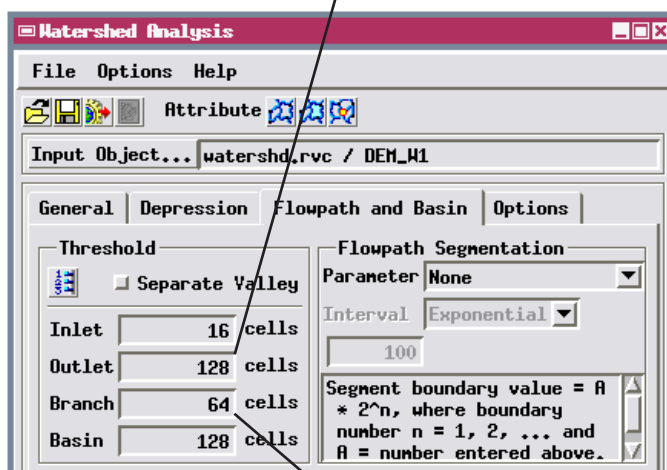 Watershed Analysis
File Options Help
Attribute
Input Object... watershd.rvc / DEM_W1
General Depression Flowpath and Basin Options
Threshold
Separate Valley
Inlet 16 cells
Outlet 128 cells
Branch 64 cells
Basin 128 cells
Flowpath Segmentation
Parameter None
Interval Exponential
100
Segment boundary value = A
* 2^n, where boundary
number n = 1, 2, ... and
A = number entered above.